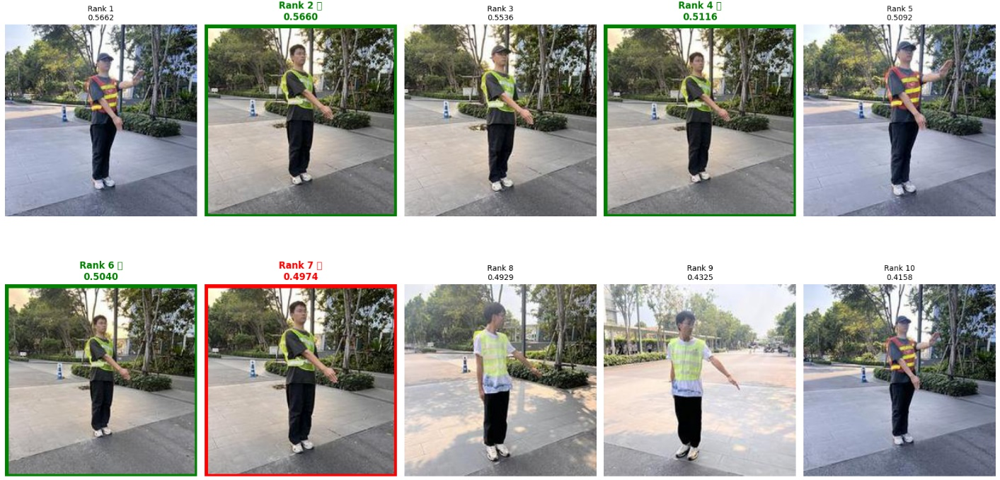 Rank 1
0.5662
Rank 2 
0.5660
Rank 3
0.5536
Rank 4 
0.5116
Rank 5
0.5092
Rank 6 
0.5040
Rank 7 
0.4974
Rank 8
0.4929
Rank 9
0.4325
Rank 10
0.4158